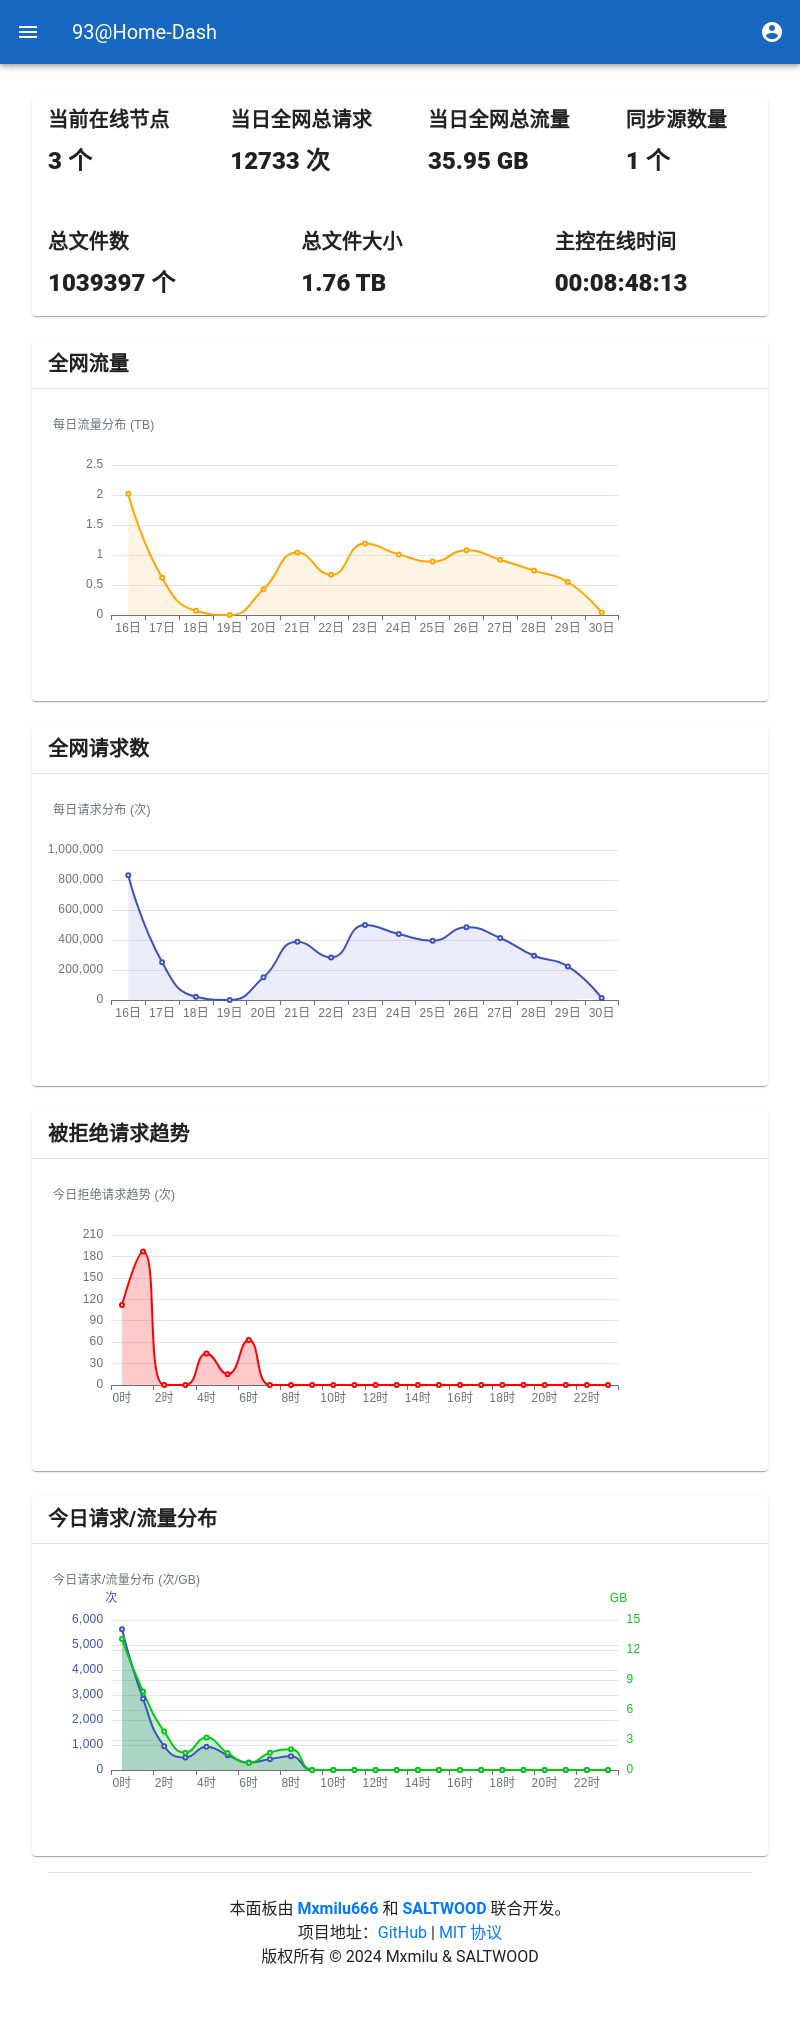 93@Home-Dash
当前在线节点 当日全网总请求 当日全网总流量 同步源数量
3 个 12733 次 35.95 GB 1 个
总文件数 总文件大小 主控在线时间
1039397 个 1.76 TB 00:08:48:13
全网流量
每日流量分布 (TB)
2.5
2
1.5
1
0.5
0
16日 17日 18日 19日 20日 21日 22日 23日 24日 25日 26日 27日 28日 29日 30日
全网请求数
每日请求分布 (次)
1,000,000
800,000
600,000
400,000
200,000
0
16日 17日 18日 19日 20日 21日 22日 23日 24日 25日 26日 27日 28日 29日 30日
被拒绝请求趋势
今日拒绝请求趋势 (次)
210
180
150
120
90
60
30
0
0时 2时 4时 6时 8时 10时 12时 14时 16时 18时 20时 22时
今日请求/流量分布
今日请求/流量分布 (次/GB)
次 GB
6,000 15
5,000 12
4,000 9
3,000 6
2,000 3
1,000 0
0
0时 2时 4时 6时 8时 10时 12时 14时 16时 18时 20时 22时
本面板由 Mxmilu666 和 SALTWOOD 联合开发。
项目地址：GitHub | MIT 协议
版权所有 © 2024 Mxmilu & SALTWOOD